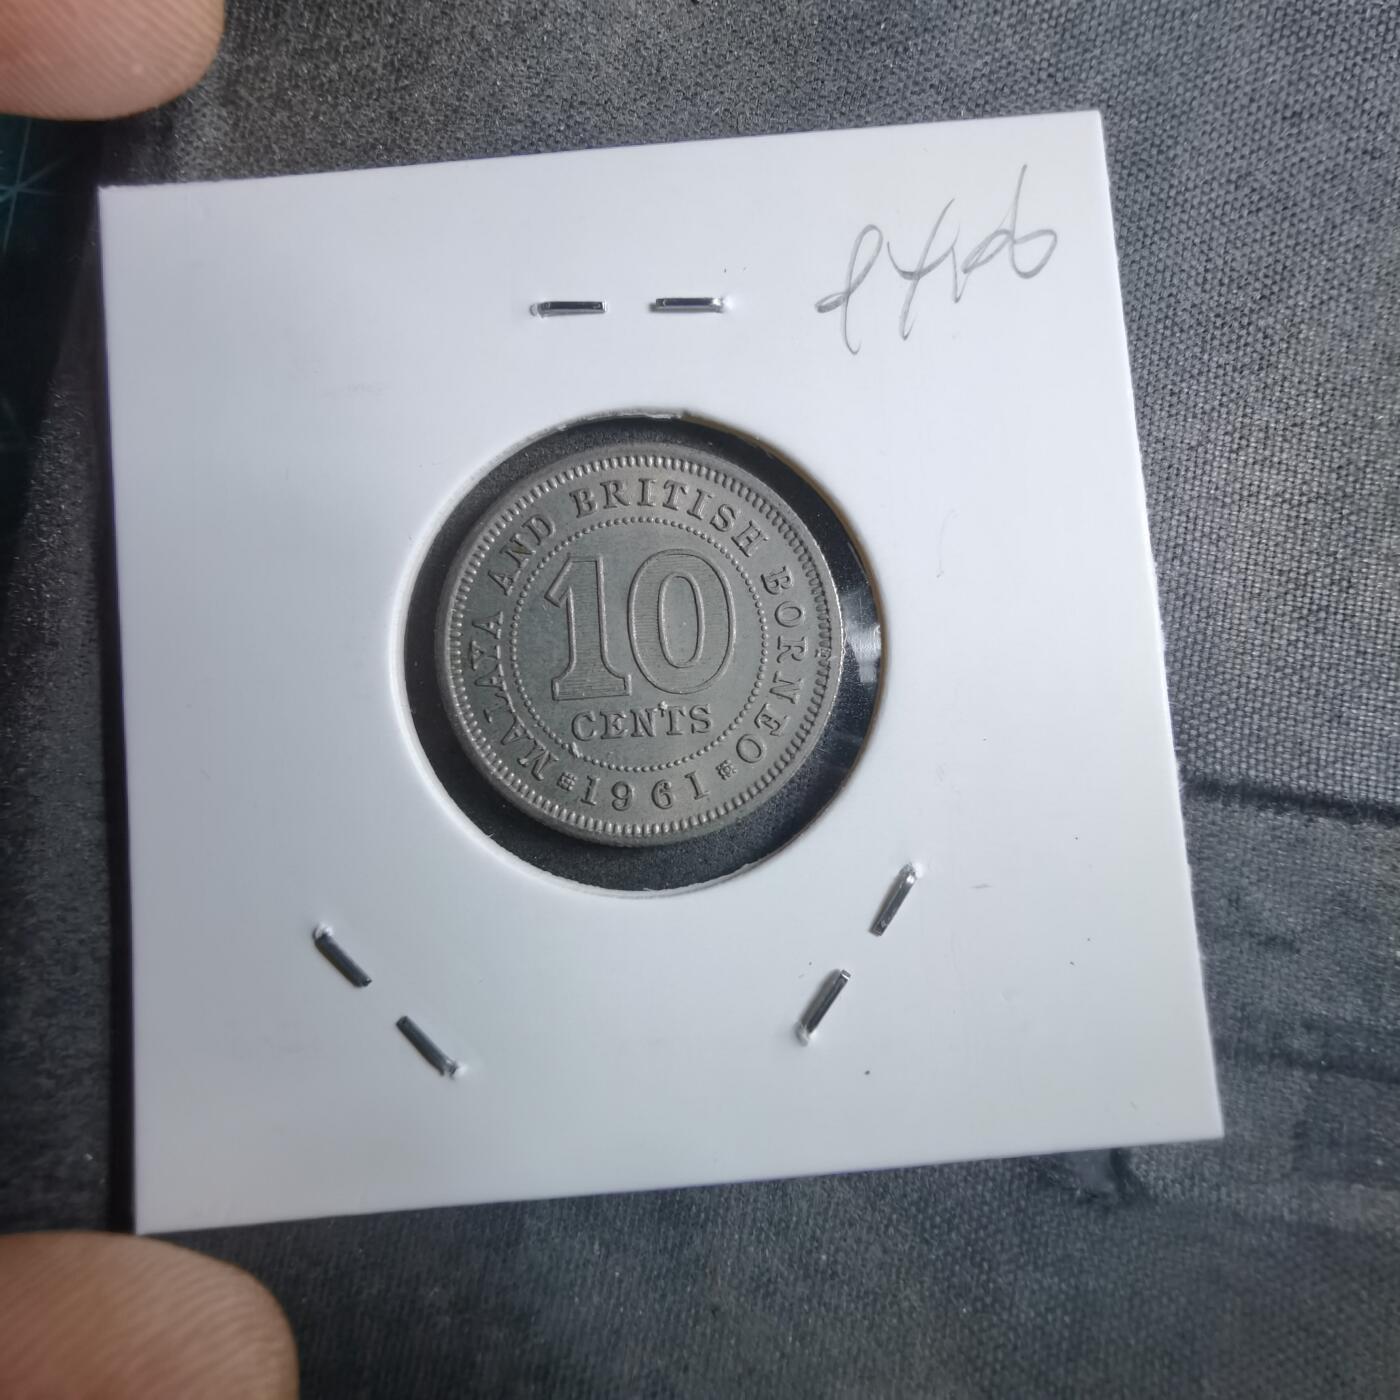 MALAYA AND BRITISH BORNEO
10
CENTS
1961